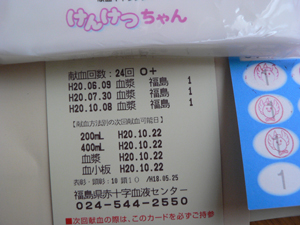 けんけつちゃん
献血回数: 24回 O+
H20.06.09 血漿 福島 1
H20.07.30 血漿 福島 1
H20.10.08 血漿 福島 1
【献血方法別の次回献血可能日】
200mL H20.10.22
400mL H20.10.22
血漿 H20.10.22
血小板 H20.10.22
福島県赤十字血液センター
024-544-2550
■次回献血の際は、このカードを必ずご持参
1